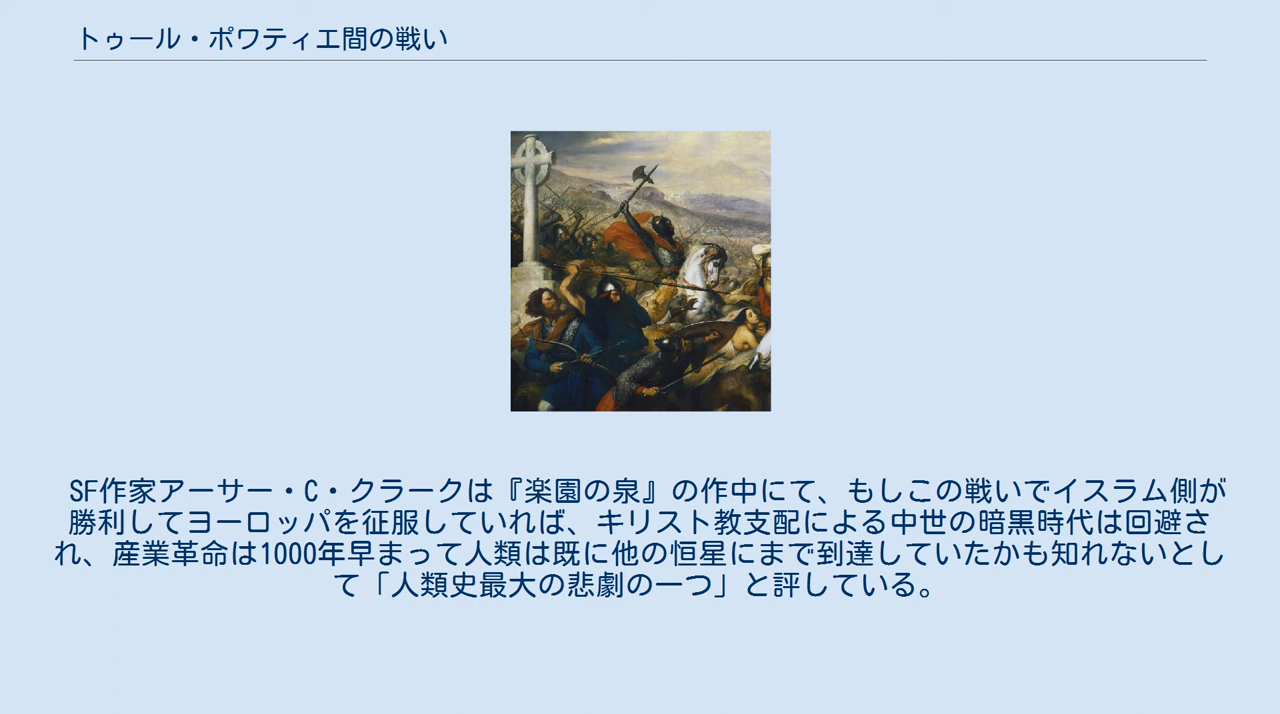 トゥール・ポワティエ間の戦い
SF作家アーサー・C・クラークは『楽園の泉』の作中にて、もしこの戦いでイスラム側が
勝利してヨーロッパを征服していれば、キリスト教支配による中世の暗黒時代は回避さ
れ、産業革命は1000年早まって人類は既に他の恒星にまで到達していたかも知れないとし
て「人類史最大の悲劇の一つ」と評している。